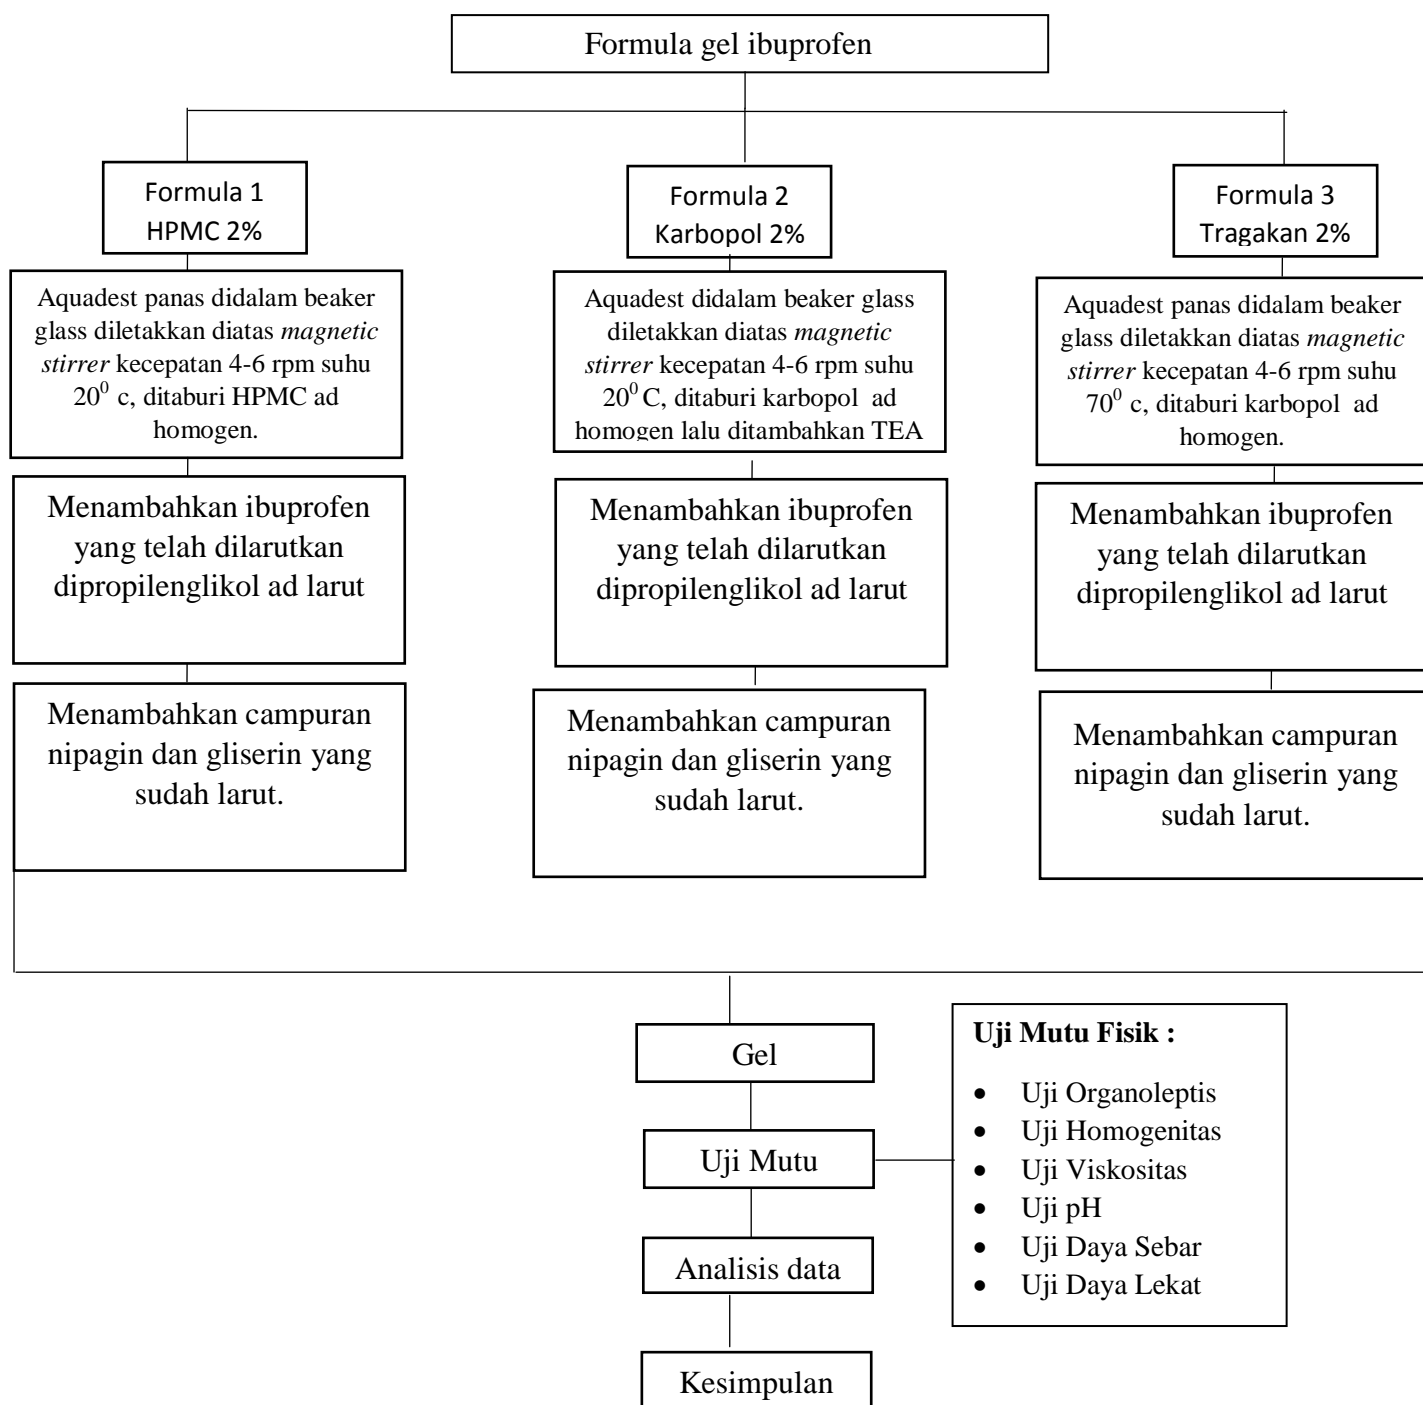 Formula gel ibuprofen
Formula 1
HPMC 2%
Aquadest panas didalam beaker
glass diletakkan diatas magnetic
stirrer kecepatan 4-6 rpm suhu
20⁰ c, ditaburi HPMC ad
homogen.
Menambahkan ibuprofen
yang telah dilarutkan
dipropilenglikol ad larut
Menambahkan campuran
nipagin dan gliserin yang
sudah larut.
Formula 2
Karbopol 2%
Aquadest didalam beaker glass
diletakkan diatas magnetic
stirrer kecepatan 4-6 rpm suhu
20⁰ C, ditaburi karbopol ad
homogen lalu ditambahkan TEA
Menambahkan ibuprofen
yang telah dilarutkan
dipropilenglikol ad larut
Menambahkan campuran
nipagin dan gliserin yang
sudah larut.
Formula 3
Tragakan 2%
Aquadest panas didalam beaker
glass diletakkan diatas magnetic
stirrer kecepatan 4-6 rpm suhu
70⁰ c, ditaburi karbopol ad
homogen.
Menambahkan ibuprofen
yang telah dilarutkan
dipropilenglikol ad larut
Menambahkan campuran
nipagin dan gliserin yang
sudah larut.
Gel
Uji Mutu
Uji Mutu Fisik :
• Uji Organoleptis
• Uji Homogenitas
• Uji Viskositas
• Uji pH
• Uji Daya Sebar
• Uji Daya Lekat
Analisis data
Kesimpulan